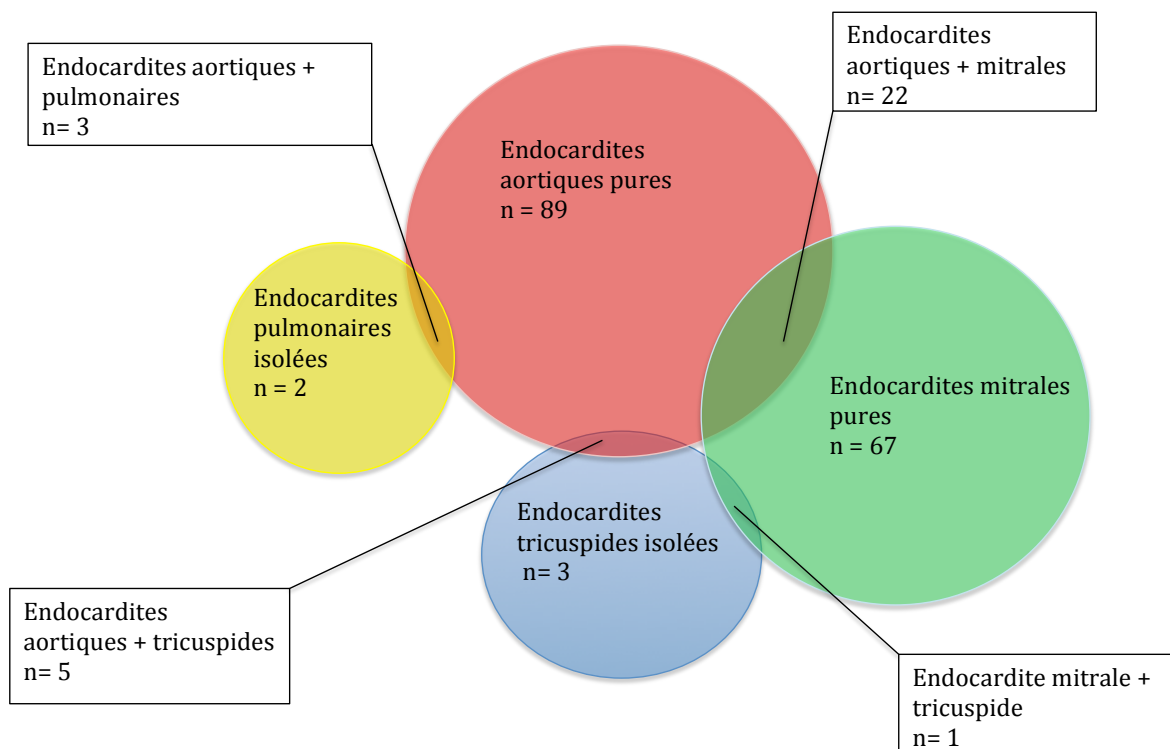 Endocardites aortiques +
pulmonaires
n= 3
Endocardites
aortiques + mitrales
n= 22
Endocardites
aortiques pures
n = 89
Endocardites
pulmonaires
isolées
n = 2
Endocardites mitrales
pures
n = 67
Endocardites
tricuspides isolées
n= 3
Endocardites
aortiques + tricuspides
n= 5
Endocardite mitrale +
tricuspide
n= 1